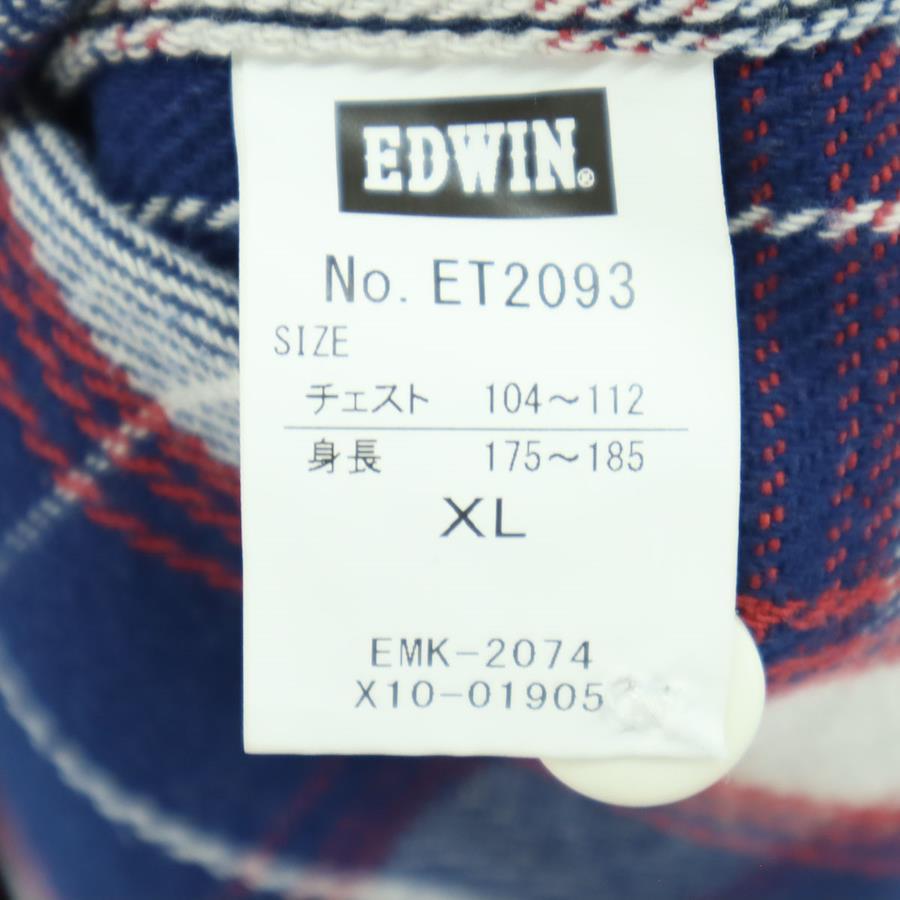 EDWIN®
No. ET2093
SIZE
チェスト 104～112
身長 175～185
XL
EMK-2074
X10-01905